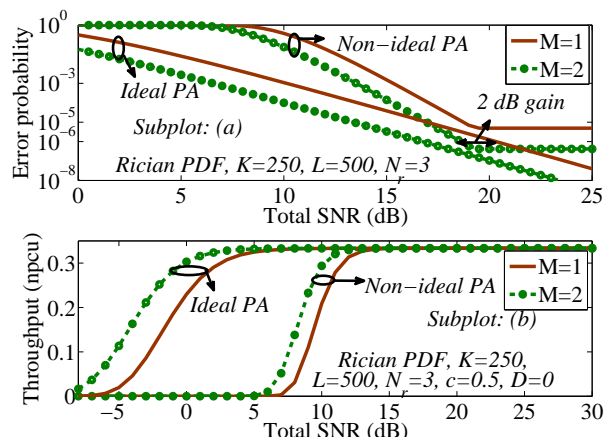 Error probability
10^0
10^-3
10^-6
10^-8
Non-ideal PA
Ideal PA
M=1
M=2
2 dB gain
Subplot: (a)
Rician PDF, K=250, L=500, N_r=3
0 5 10 15 20 25
Total SNR (dB)
Throughput (npcu)
0.3
0.2
0.1
0
Ideal PA
Non-ideal PA
M=1
M=2
Subplot: (b)
Rician PDF, K=250,
L=500, N_r=3, c=0.5, D=0
−5 0 5 10 15 20 25 30
Total SNR (dB)